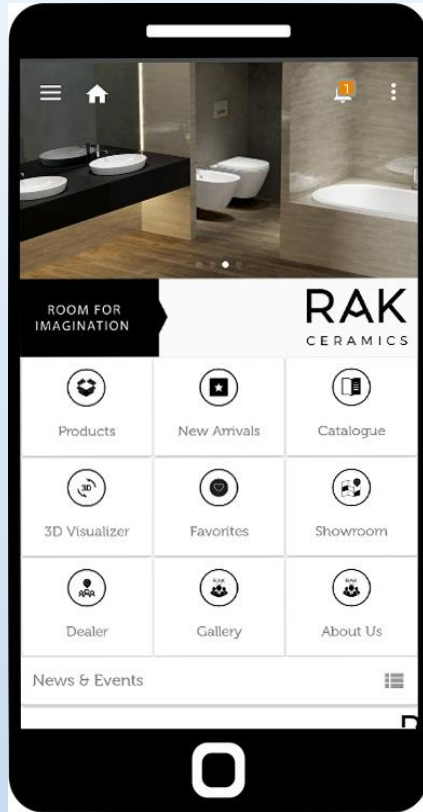 1
ROOM FOR
IMAGINATION
RAK
CERAMICS
Products
New Arrivals
Catalogue
3D
3D Visualizer
Favorites
Showroom
RAK
RAK
Dealer
Gallery
About Us
News & Events